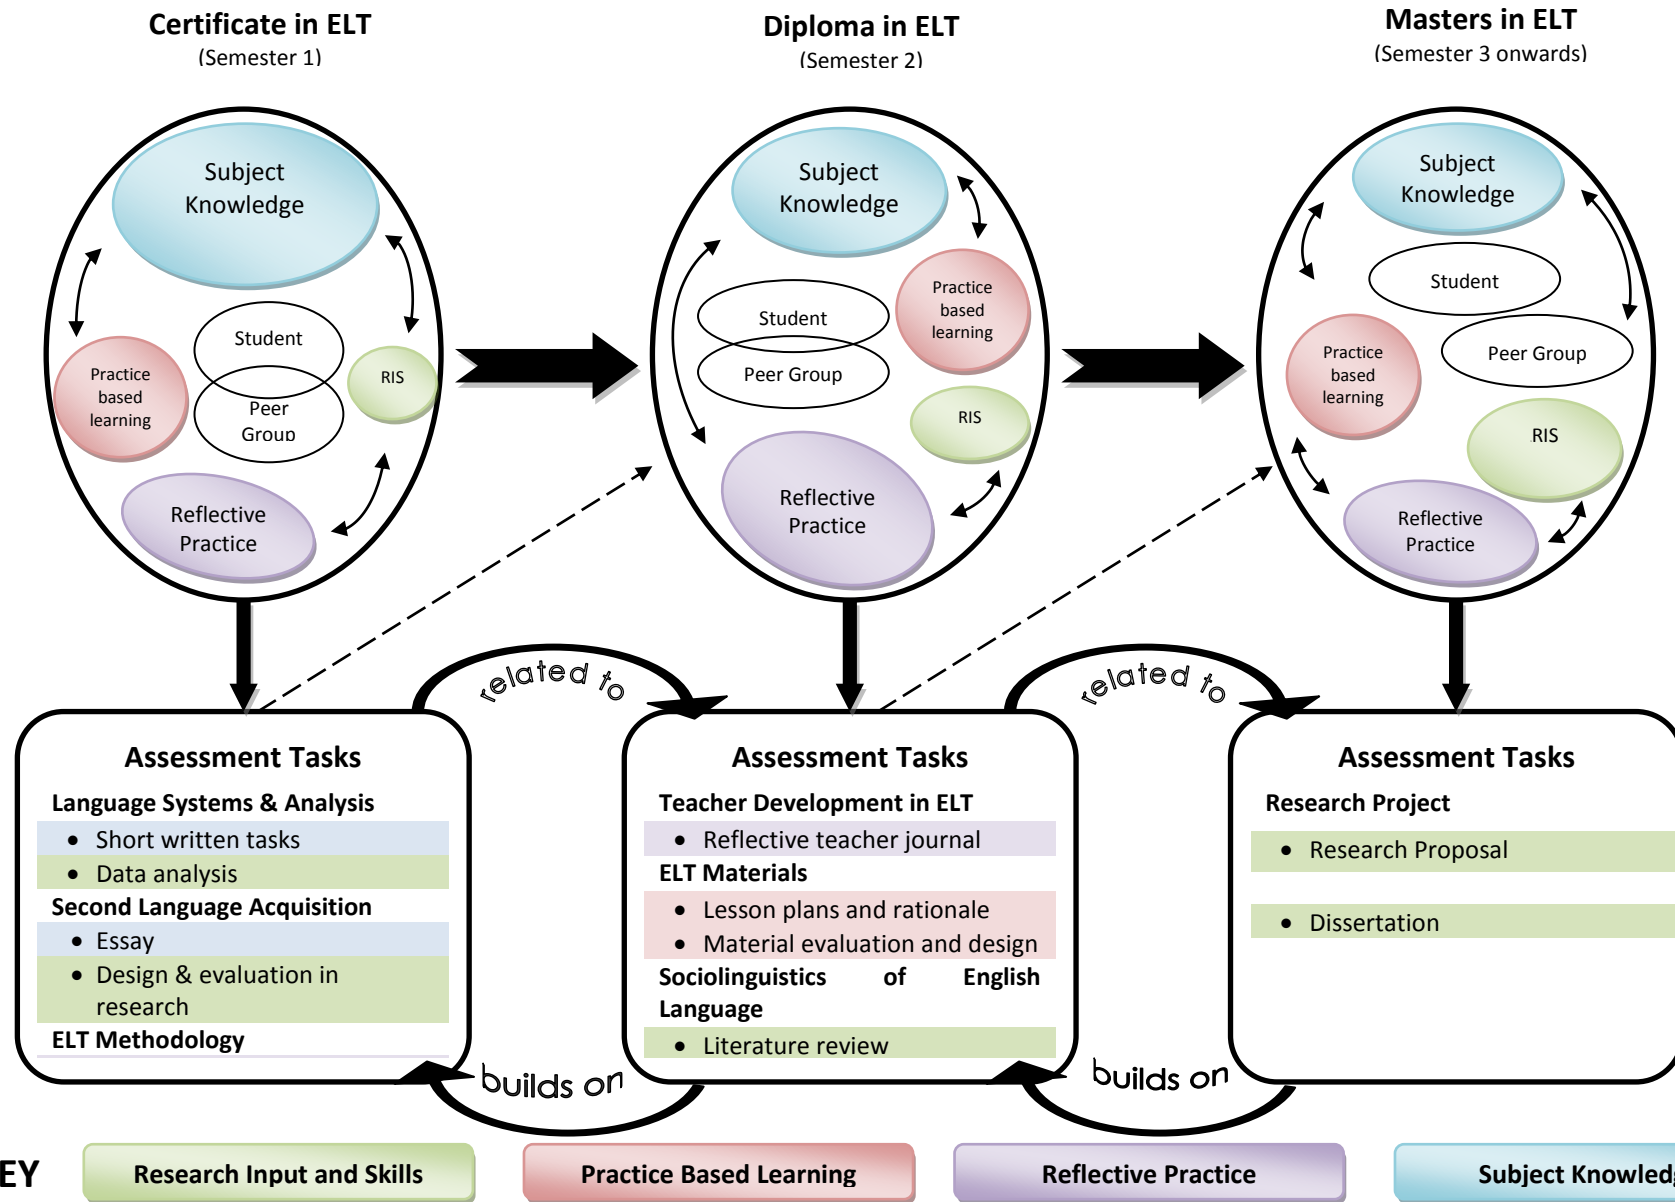 Certificate in ELT
(Semester 1)
Diploma in ELT
(Semester 2)
Masters in ELT
(Semester 3 onwards)
Subject
Knowledge
Student
Peer
Group
Practice
based
learning
RIS
Reflective
Practice
Subject
Knowledge
Practice
based
learning
Student
Peer Group
RIS
Reflective
Practice
Subject
Knowledge
Student
Peer Group
Practice
based
learning
RIS
Reflective
Practice
related to
related to
Assessment Tasks
Language Systems & Analysis
• Short written tasks
• Data analysis
Second Language Acquisition
• Essay
• Design & evaluation in
research
ELT Methodology
Assessment Tasks
Teacher Development in ELT
• Reflective teacher journal
ELT Materials
• Lesson plans and rationale
• Material evaluation and design
Sociolinguistics of English
Language
• Literature review
Assessment Tasks
Research Project
• Research Proposal
• Dissertation
builds on
builds on
EY
Research Input and Skills
Practice Based Learning
Reflective Practice
Subject Knowled